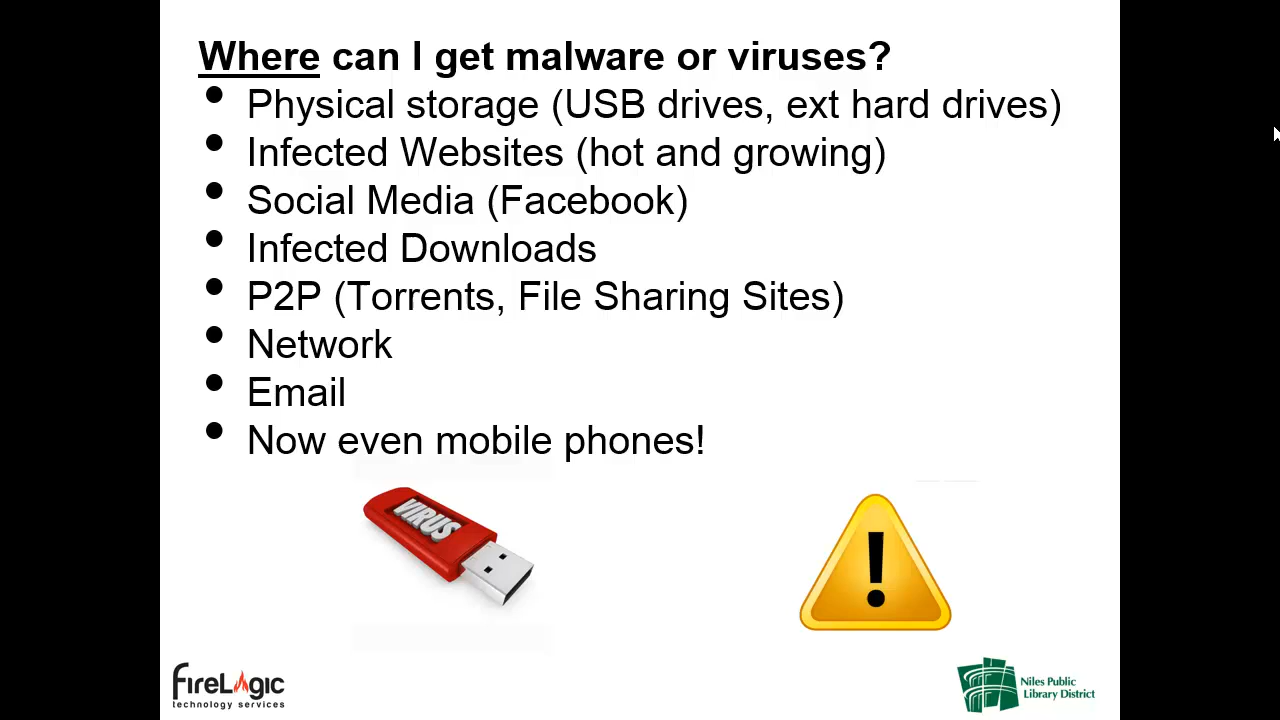 Where can I get malware or viruses?
• Physical storage (USB drives, ext hard drives)
• Infected Websites (hot and growing)
• Social Media (Facebook)
• Infected Downloads
• P2P (Torrents, File Sharing Sites)
• Network
• Email
• Now even mobile phones!
VIRUS
!
FireLogic
technology services
Niles Public
Library District